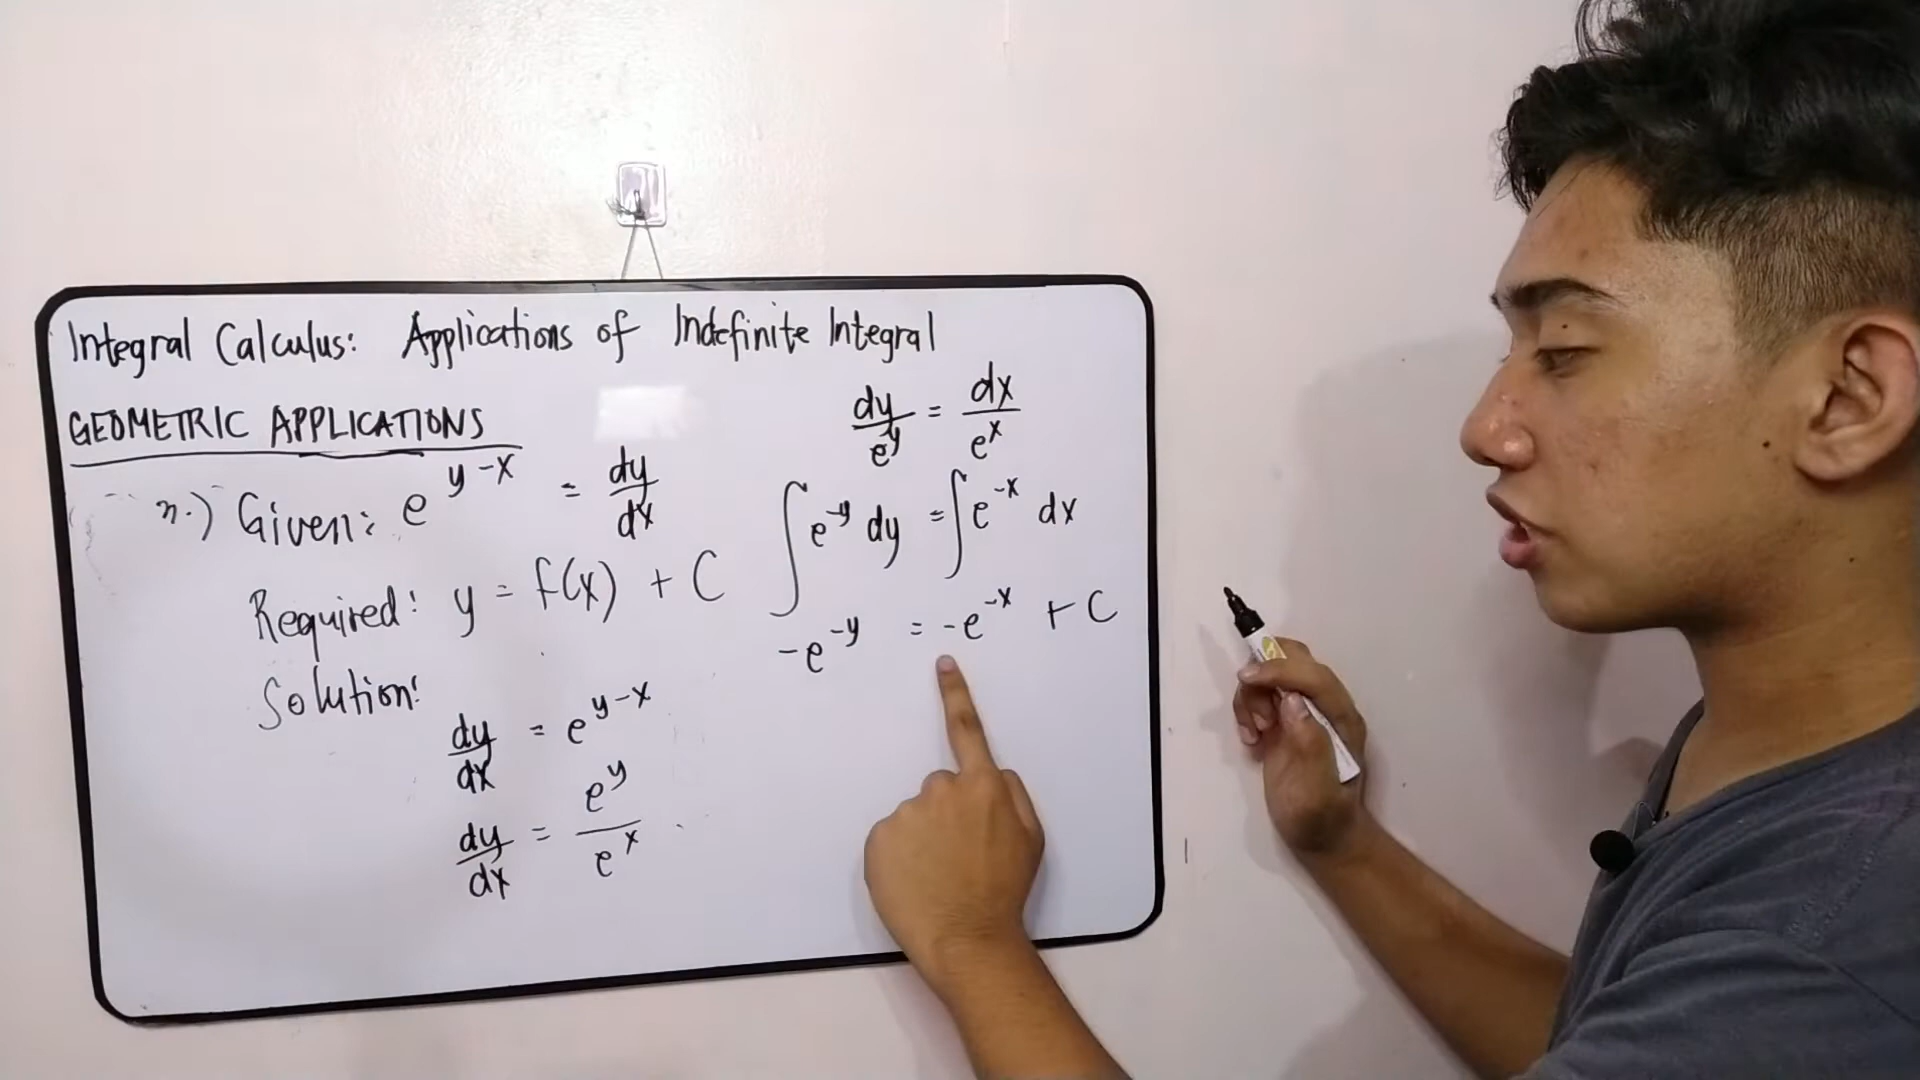 Integral Calculus: Applications of Indefinite Integral
GEOMETRIC APPLICATIONS
n.) Given: e^{y-x} = dy/dx
Required: y = f(x) + C
Solution:
dy/dx = e^{y-x}
dy/dx = e^y/e^x
dy/e^y = dx/e^x
∫e^{-y} dy = ∫e^{-x} dx
-e^{-y} = -e^{-x} + C